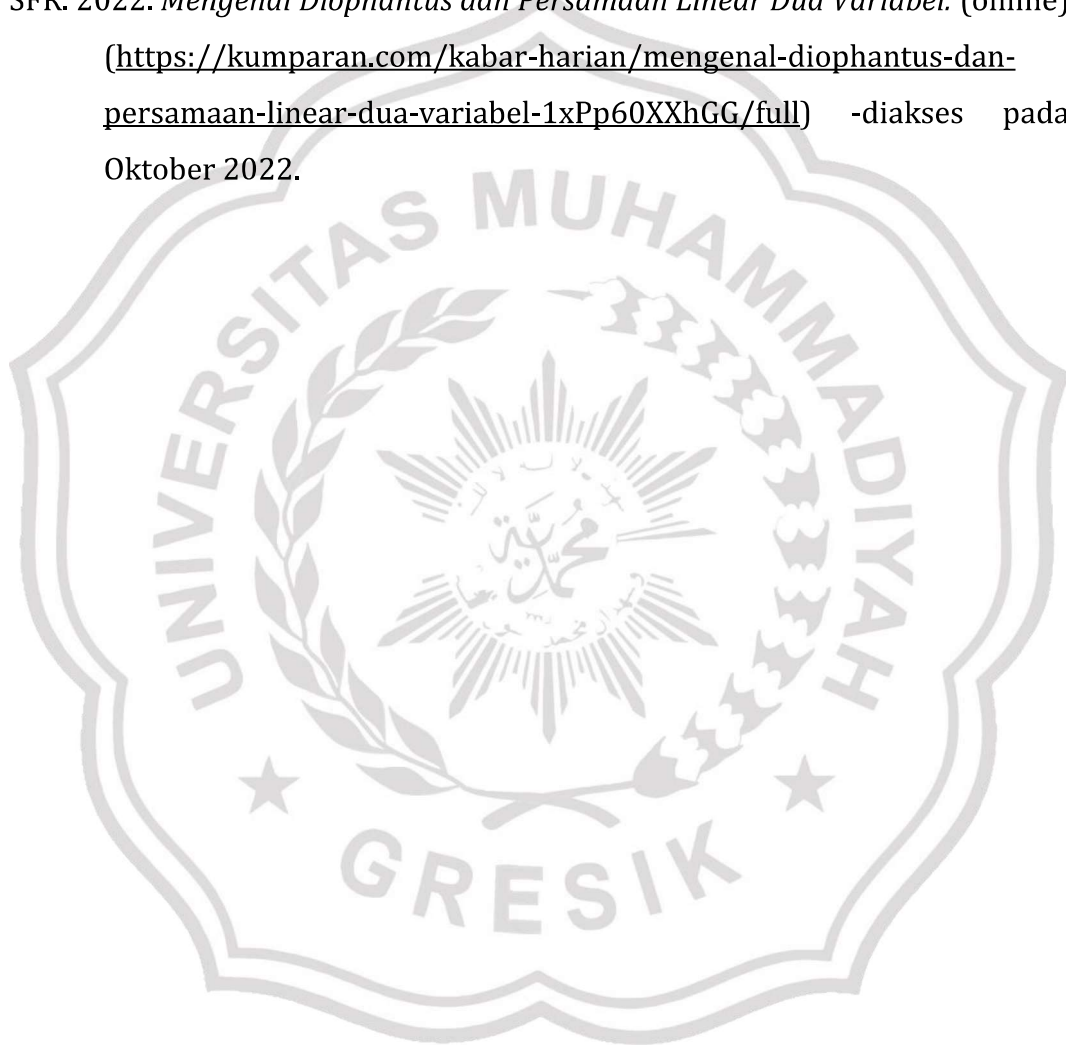 SFR. 2022. Mengenal Diophantus dan Persamaan Linear Dua Variabel. (online)
(https://kumparan.com/kabar-harian/mengenal-diophantus-dan-
persamaan-linear-dua-variabel-1xPp60XXhGG/full) -diakses pada
Oktober 2022.
UNIVERSITAS MUHAMMADIYAH
GRESIK